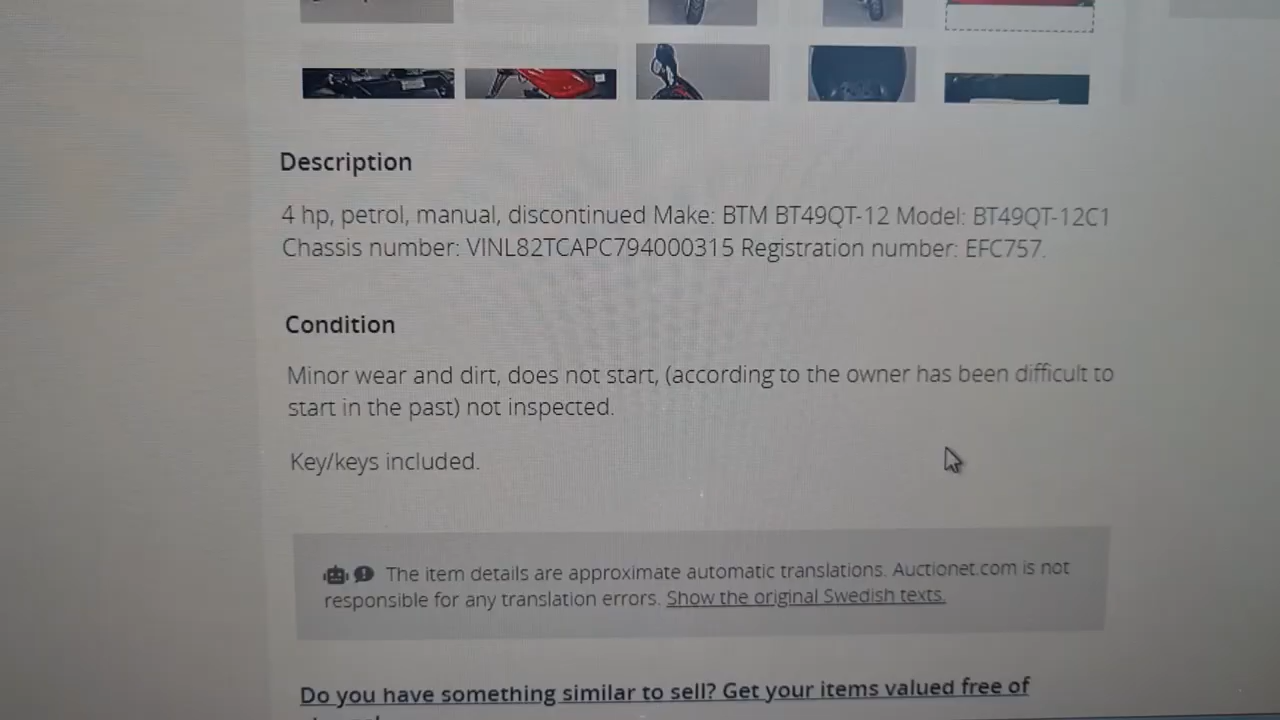 Description
4 hp, petrol, manual, discontinued Make: BTM BT49QT-12 Model: BT49QT-12C1
Chassis number: VINL82TCAPC794000315 Registration number: EFC757.
Condition
Minor wear and dirt, does not start, (according to the owner has been difficult to
start in the past) not inspected.
Key/keys included.
The item details are approximate automatic translations. Auctionet.com is not
responsible for any translation errors. Show the original Swedish texts.
Do you have something similar to sell? Get your items valued free of